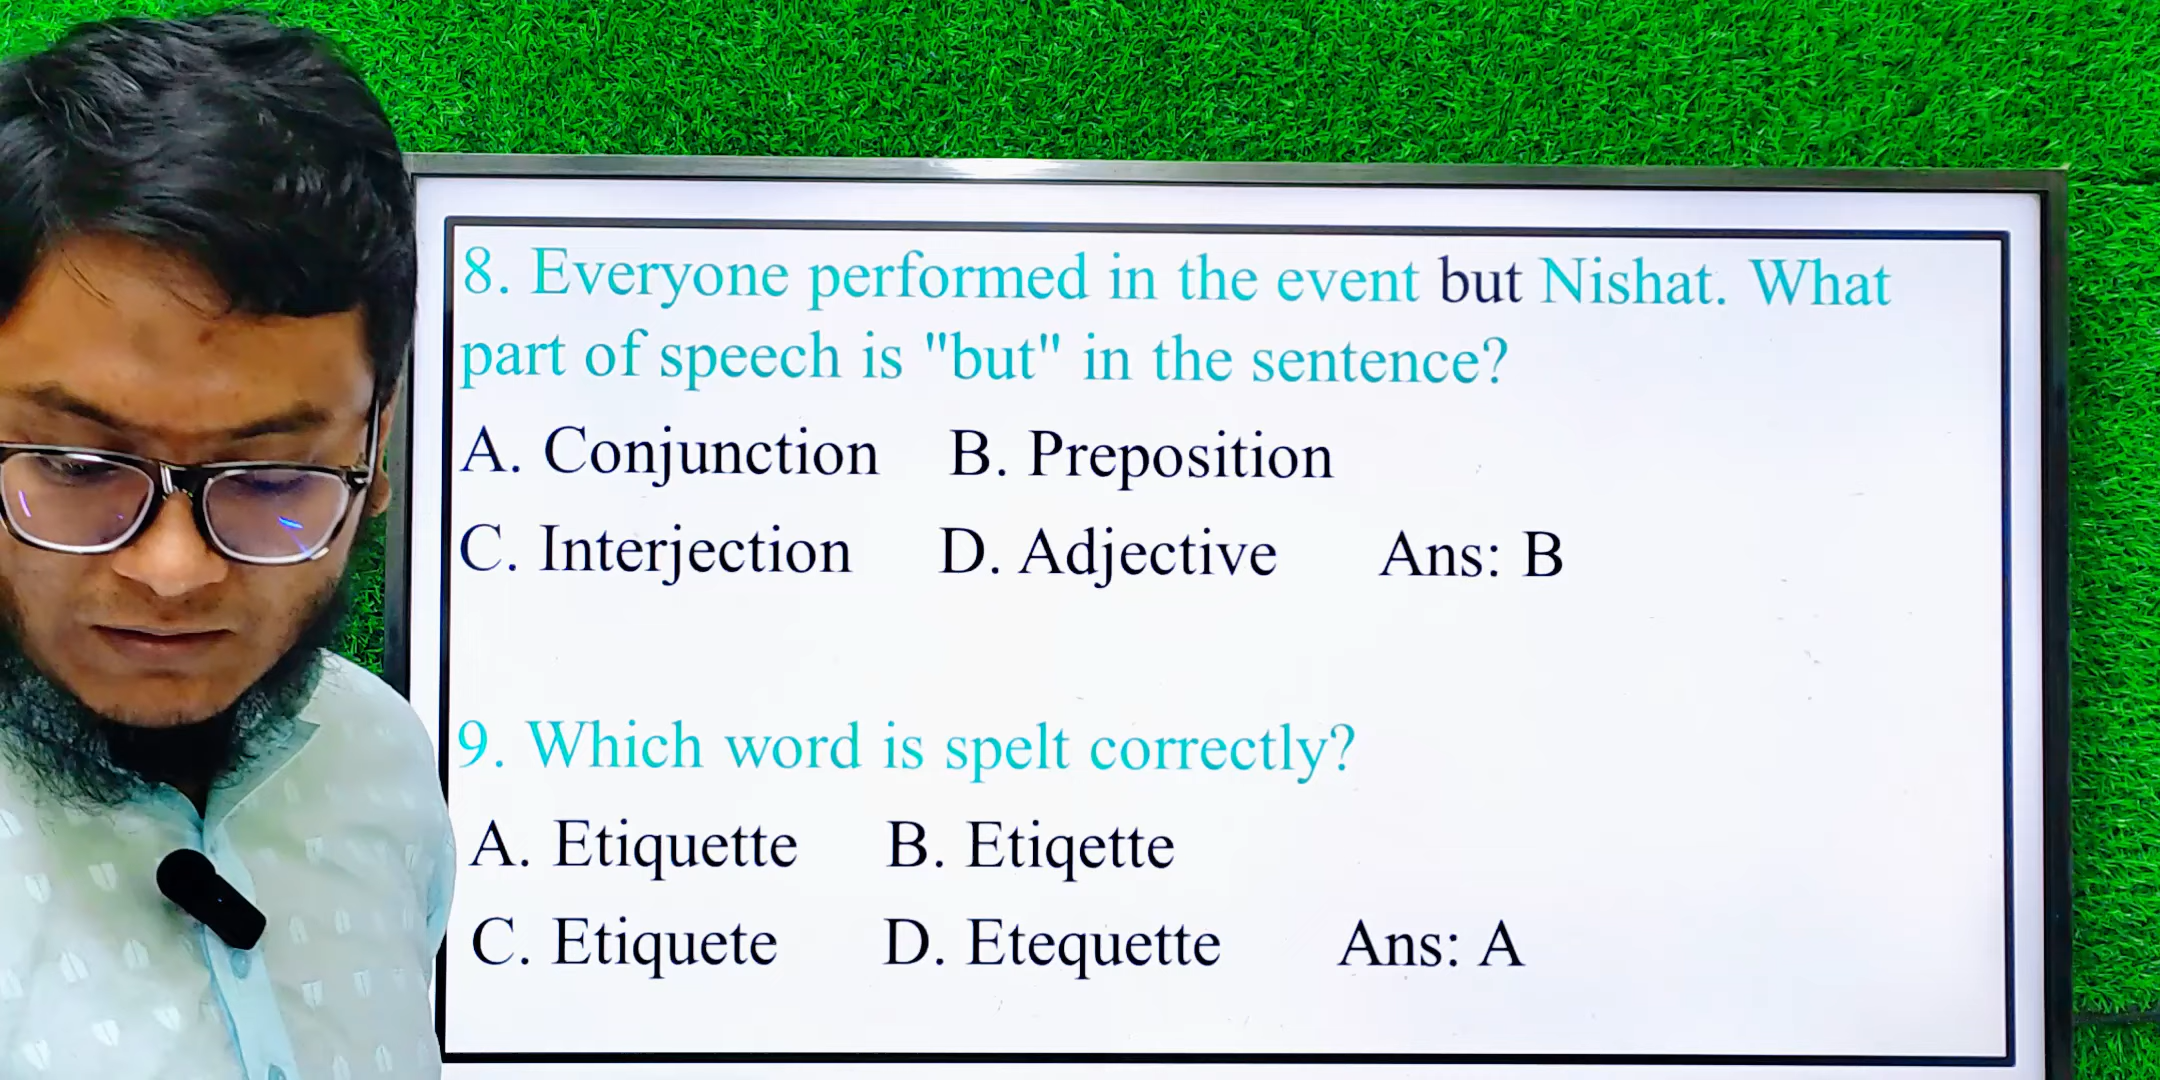 8. Everyone performed in the event but Nishat. What
part of speech is "but" in the sentence?
A. Conjunction B. Preposition
C. Interjection D. Adjective Ans: B
9. Which word is spelt correctly?
A. Etiquette B. Etiqette
C. Etiquete D. Etequette Ans: A